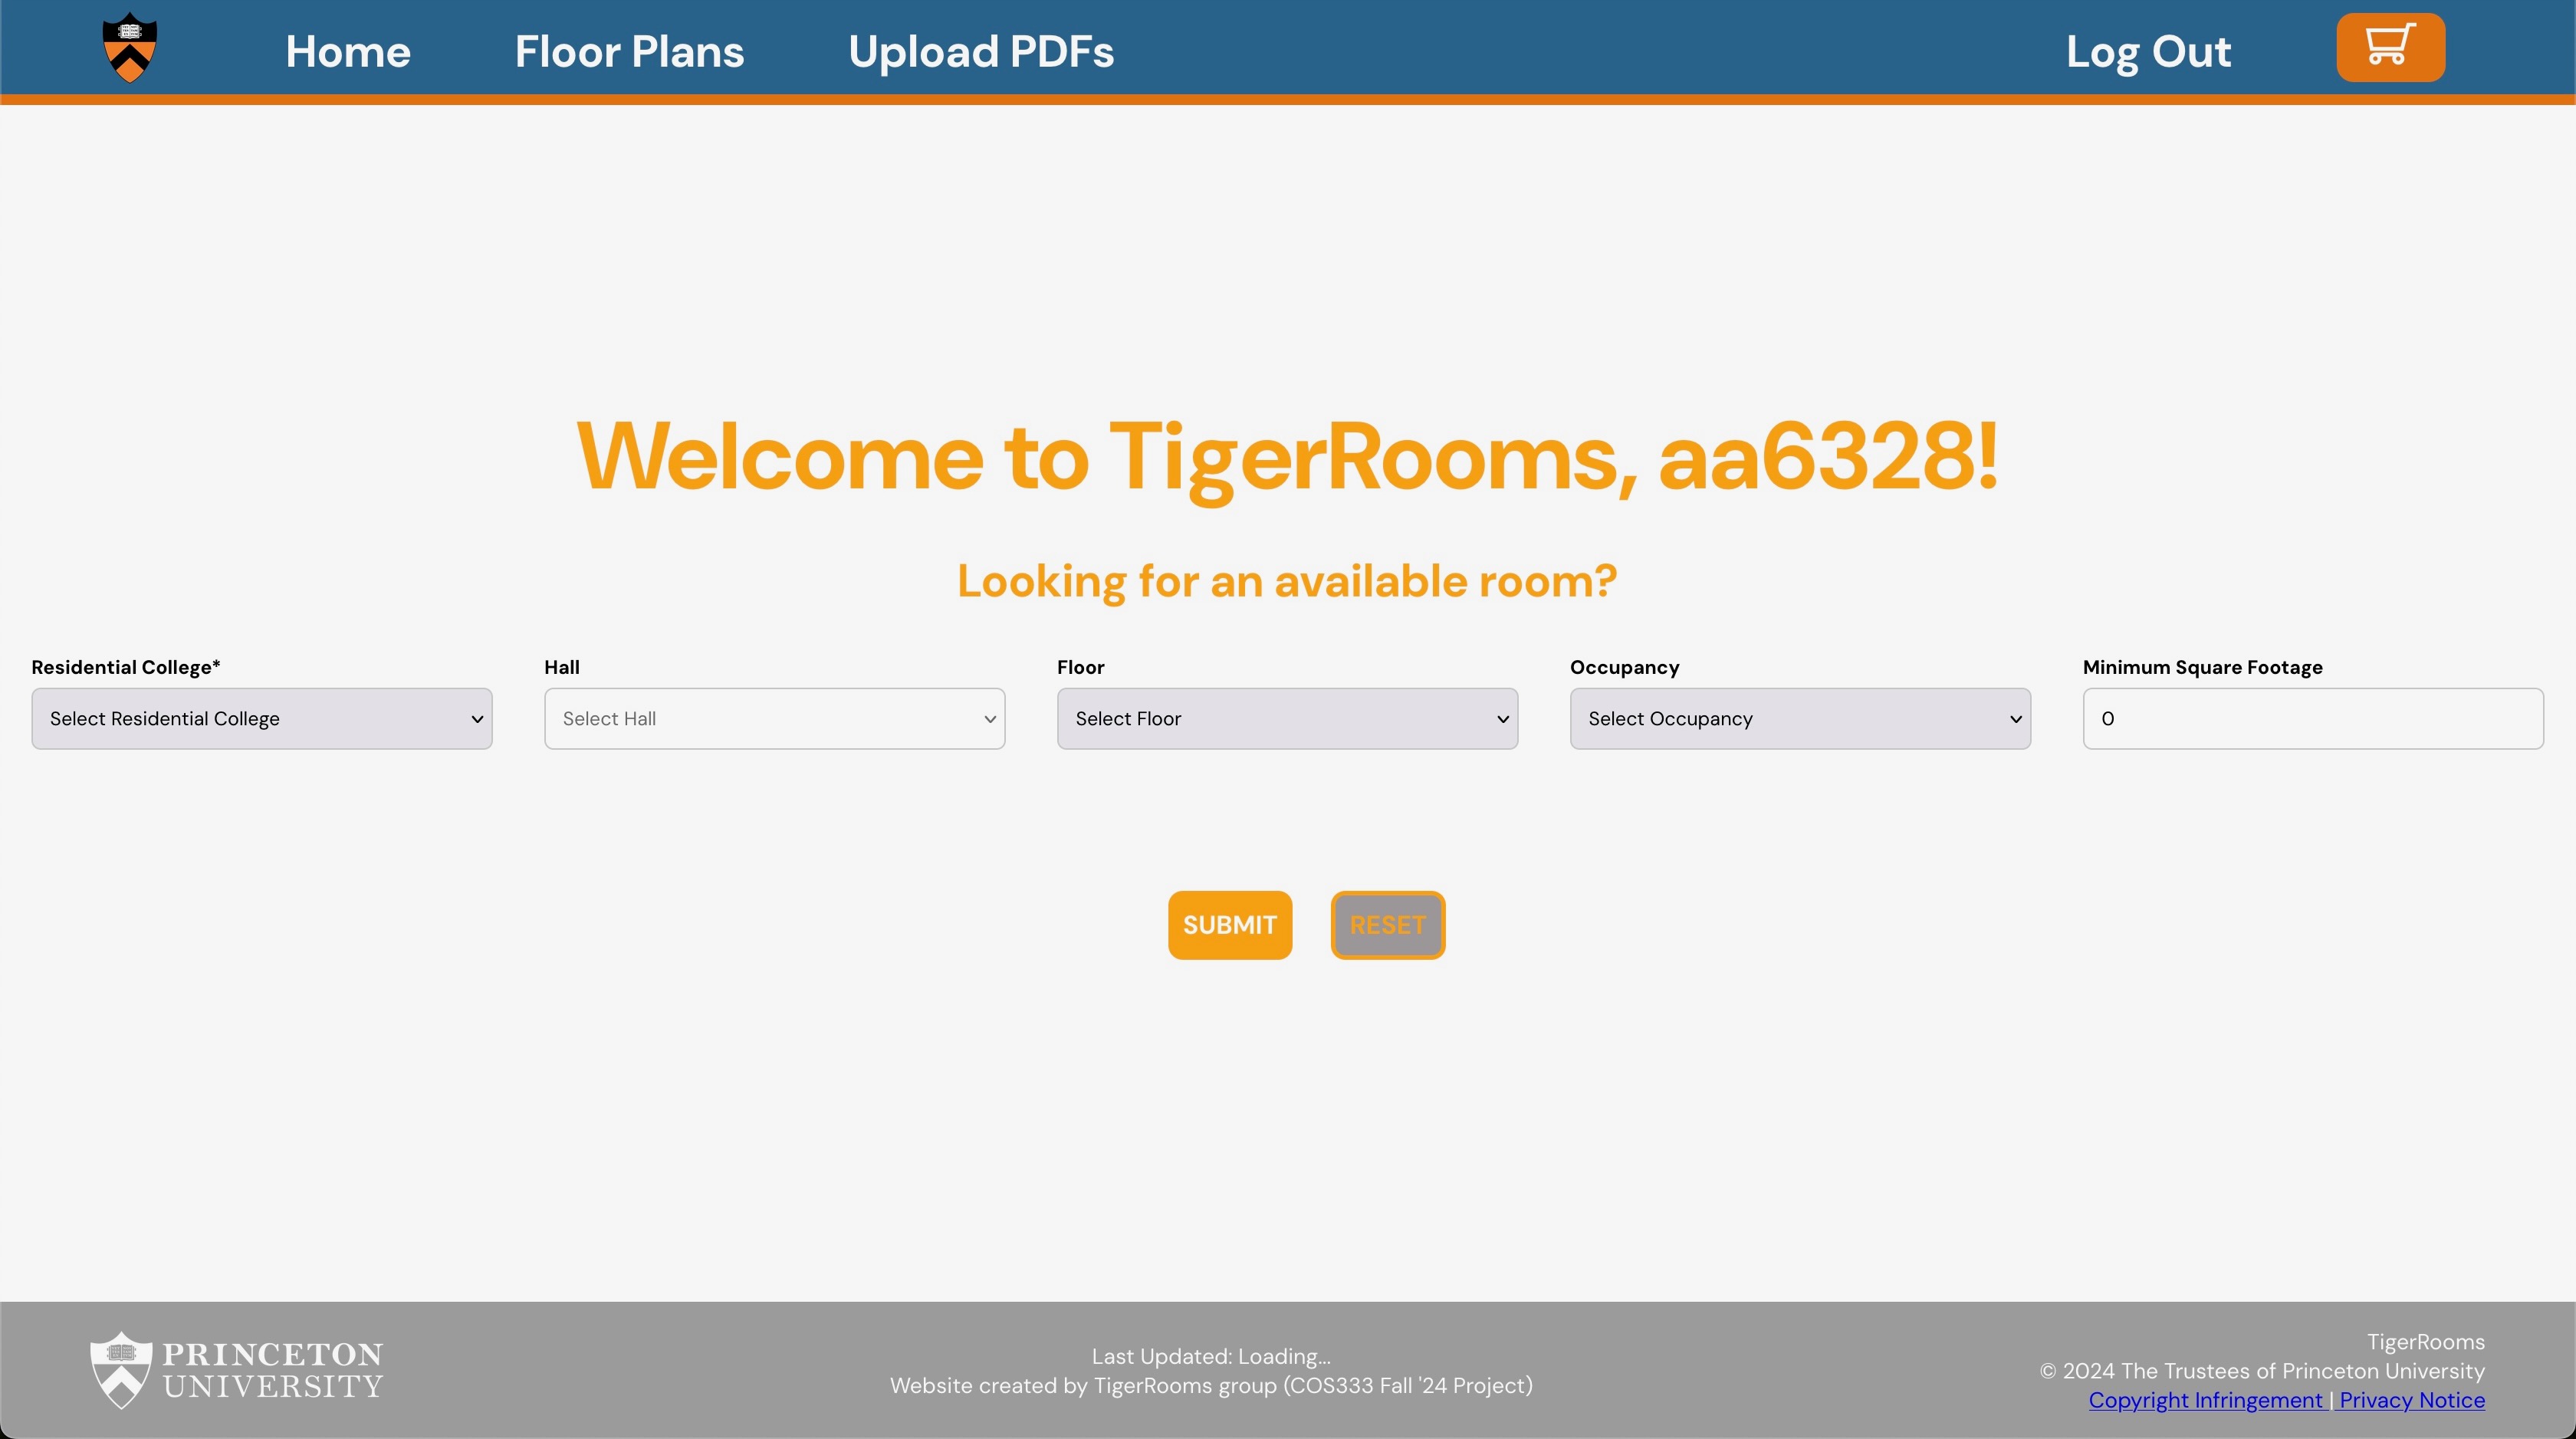 Home Floor Plans Upload PDFs Log Out
Welcome to TigerRooms, aa6328!
Looking for an available room?
Residential College* Hall Floor Occupancy Minimum Square Footage
Select Residential College Select Hall Select Floor Select Occupancy 0
SUBMIT RESET
PRINCETON
UNIVERSITY
Last Updated: Loading...
Website created by TigerRooms group (COS333 Fall '24 Project)
TigerRooms
© 2024 The Trustees of Princeton University
Copyright Infringement | Privacy Notice